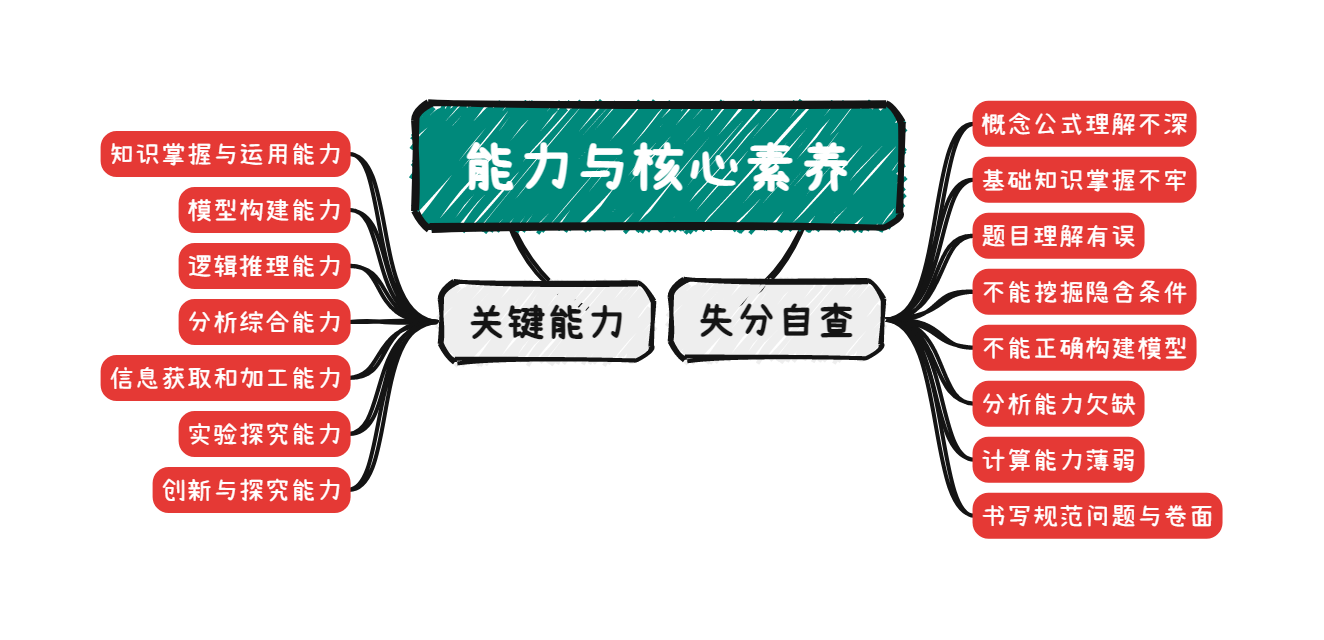 能力与核心素养
关键能力
知识掌握与运用能力
模型构建能力
逻辑推理能力
分析综合能力
信息获取和加工能力
实验探究能力
创新与探究能力
失分自查
概念公式理解不深
基础知识掌握不牢
题目理解有误
不能挖掘隐含条件
不能正确构建模型
分析能力欠缺
计算能力薄弱
书写规范问题与卷面